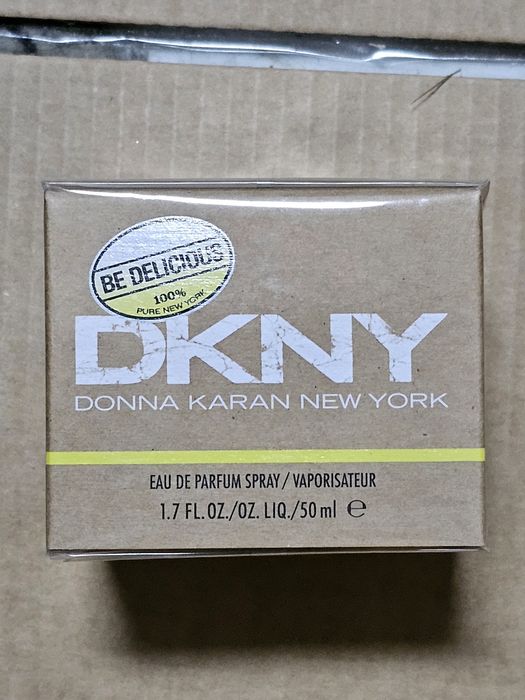 BE DELICIOUS
100%
PURE NEW YORK
DKNY
DONNA KARAN NEW YORK
EAU DE PARFUM SPRAY / VAPORISATEUR
1.7 FL.OZ./OZ. LIQ./50 ml ℮